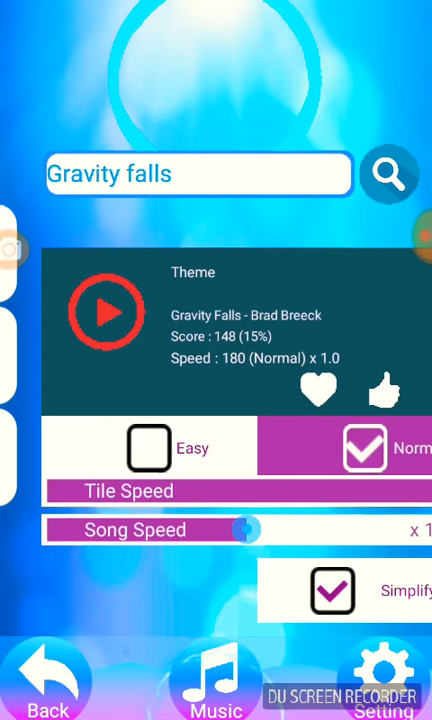 Gravity falls
Theme
Gravity Falls - Brad Breeck
Score : 148 (15%)
Speed : 180 (Normal) x 1.0
Easy
Norm
Tile Speed
Song Speed
x 1
Simplify
Back
Music
Setting
DU SCREEN RECORDER